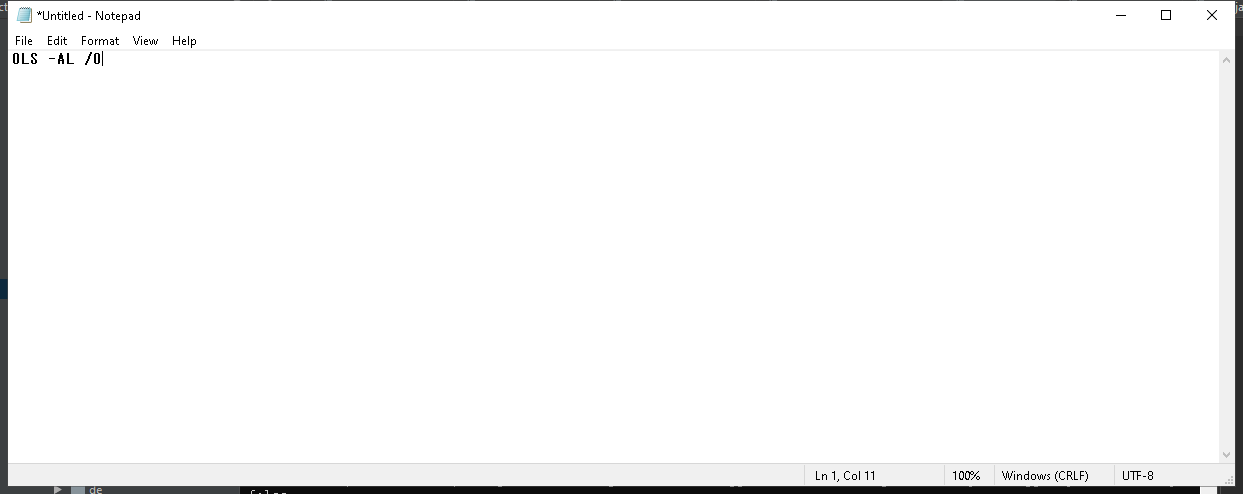 *Untitled - Notepad
File Edit Format View Help
OLS -AL /O
Ln 1, Col 11 100% Windows (CRLF) UTF-8
de